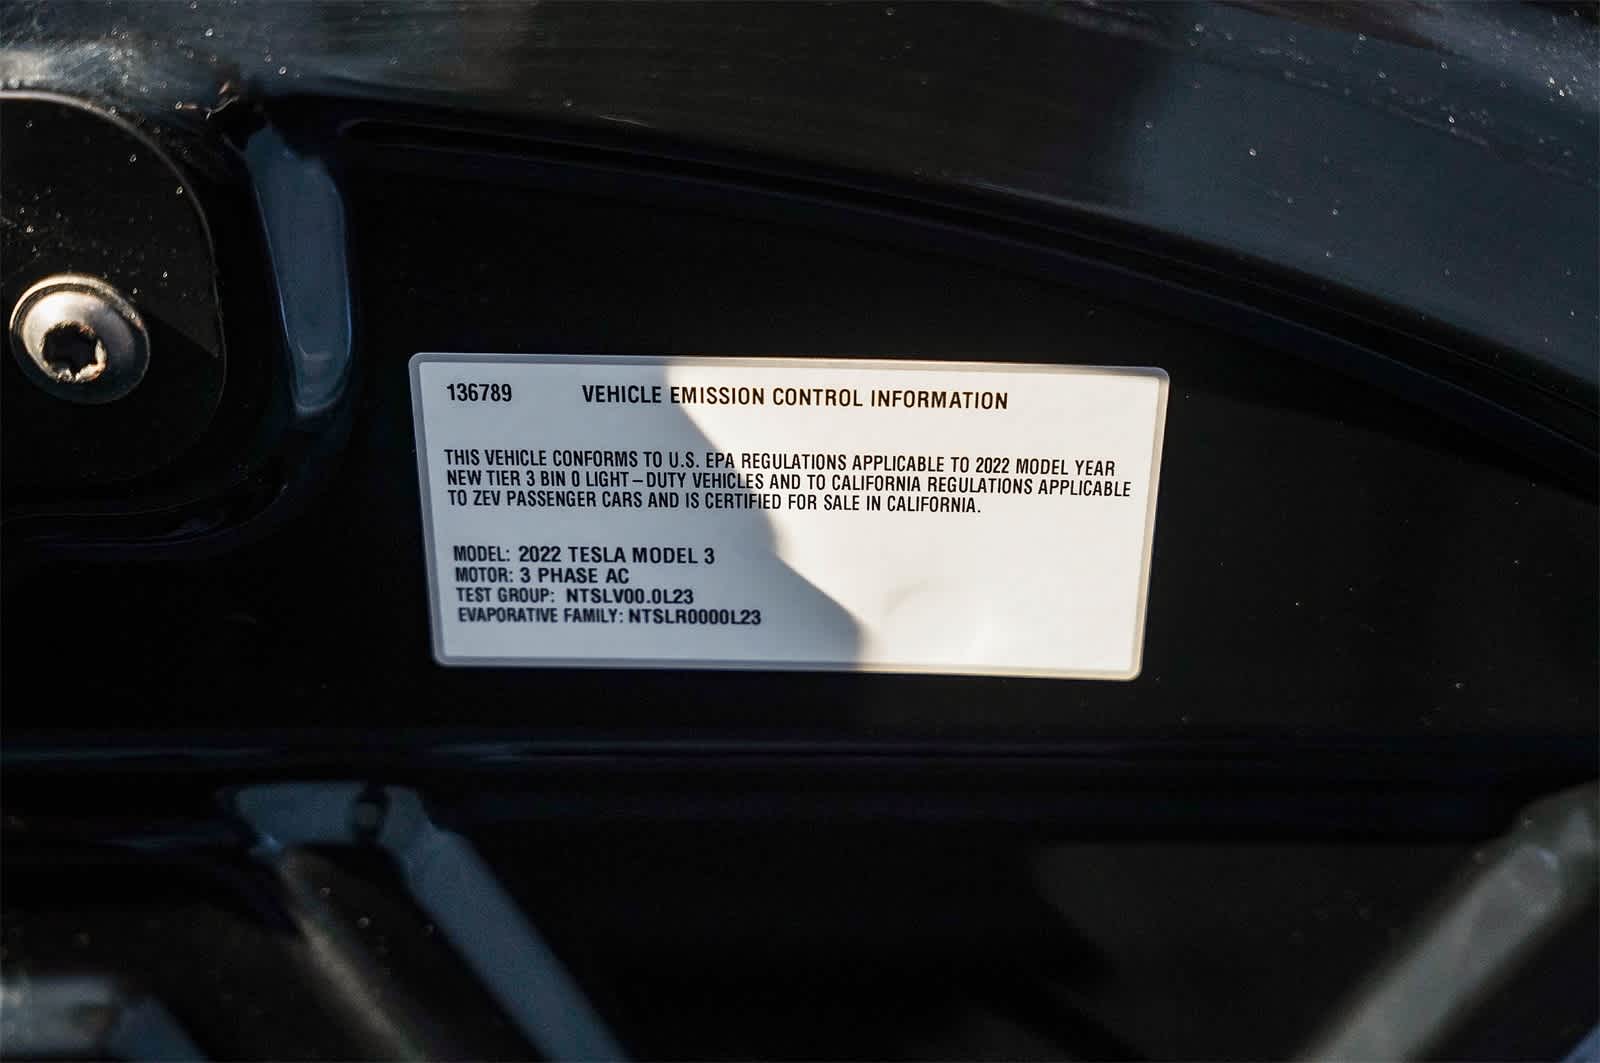 136789 VEHICLE EMISSION CONTROL INFORMATION
THIS VEHICLE CONFORMS TO U.S. EPA REGULATIONS APPLICABLE TO 2022 MODEL YEAR
NEW TIER 3 BIN 0 LIGHT–DUTY VEHICLES AND TO CALIFORNIA REGULATIONS APPLICABLE
TO ZEV PASSENGER CARS AND IS CERTIFIED FOR SALE IN CALIFORNIA.
MODEL: 2022 TESLA MODEL 3
MOTOR: 3 PHASE AC
TEST GROUP: NTSLV00.0L23
EVAPORATIVE FAMILY: NTSLR0000L23